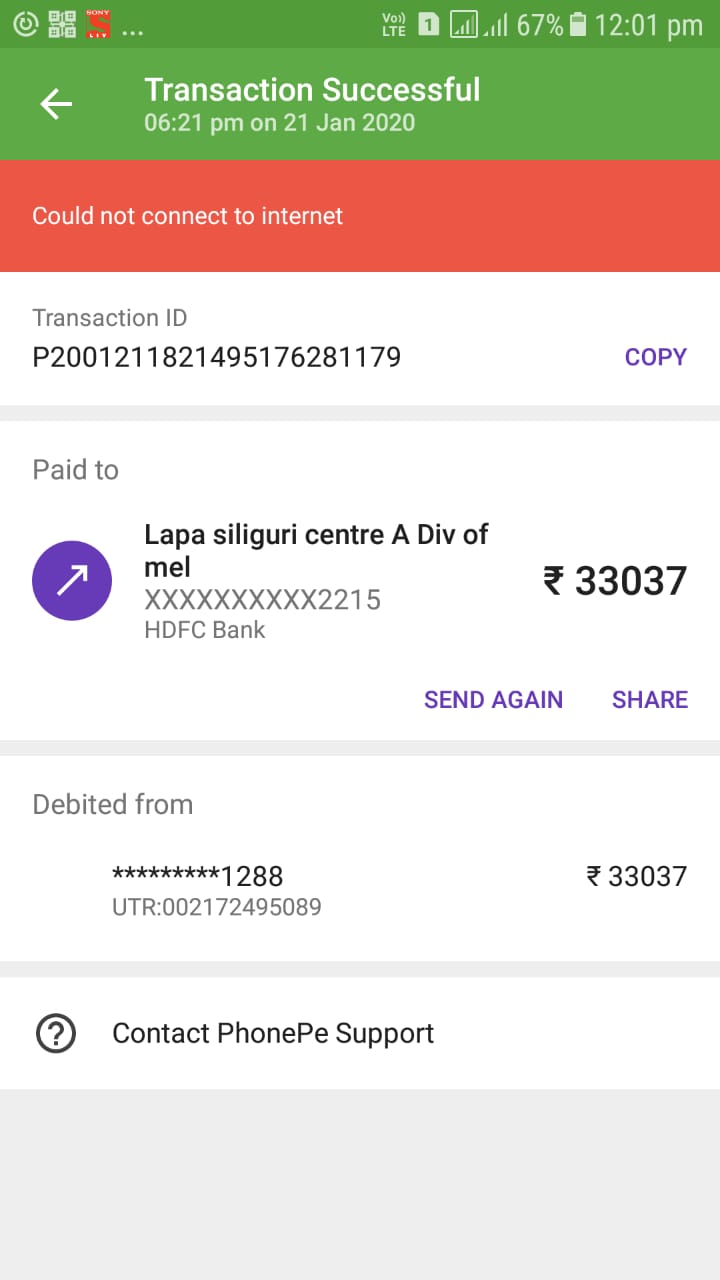 SONY
LIV
...
Vo))
LTE
1
67%
12:01 pm
Transaction Successful
06:21 pm on 21 Jan 2020
Could not connect to internet
Transaction ID
P2001211821495176281179
COPY
Paid to
Lapa siliguri centre A Div of
mel
₹ 33037
XXXXXXXXXX2215
HDFC Bank
SEND AGAIN
SHARE
Debited from
*********1288
₹ 33037
UTR:002172495089
? Contact PhonePe Support